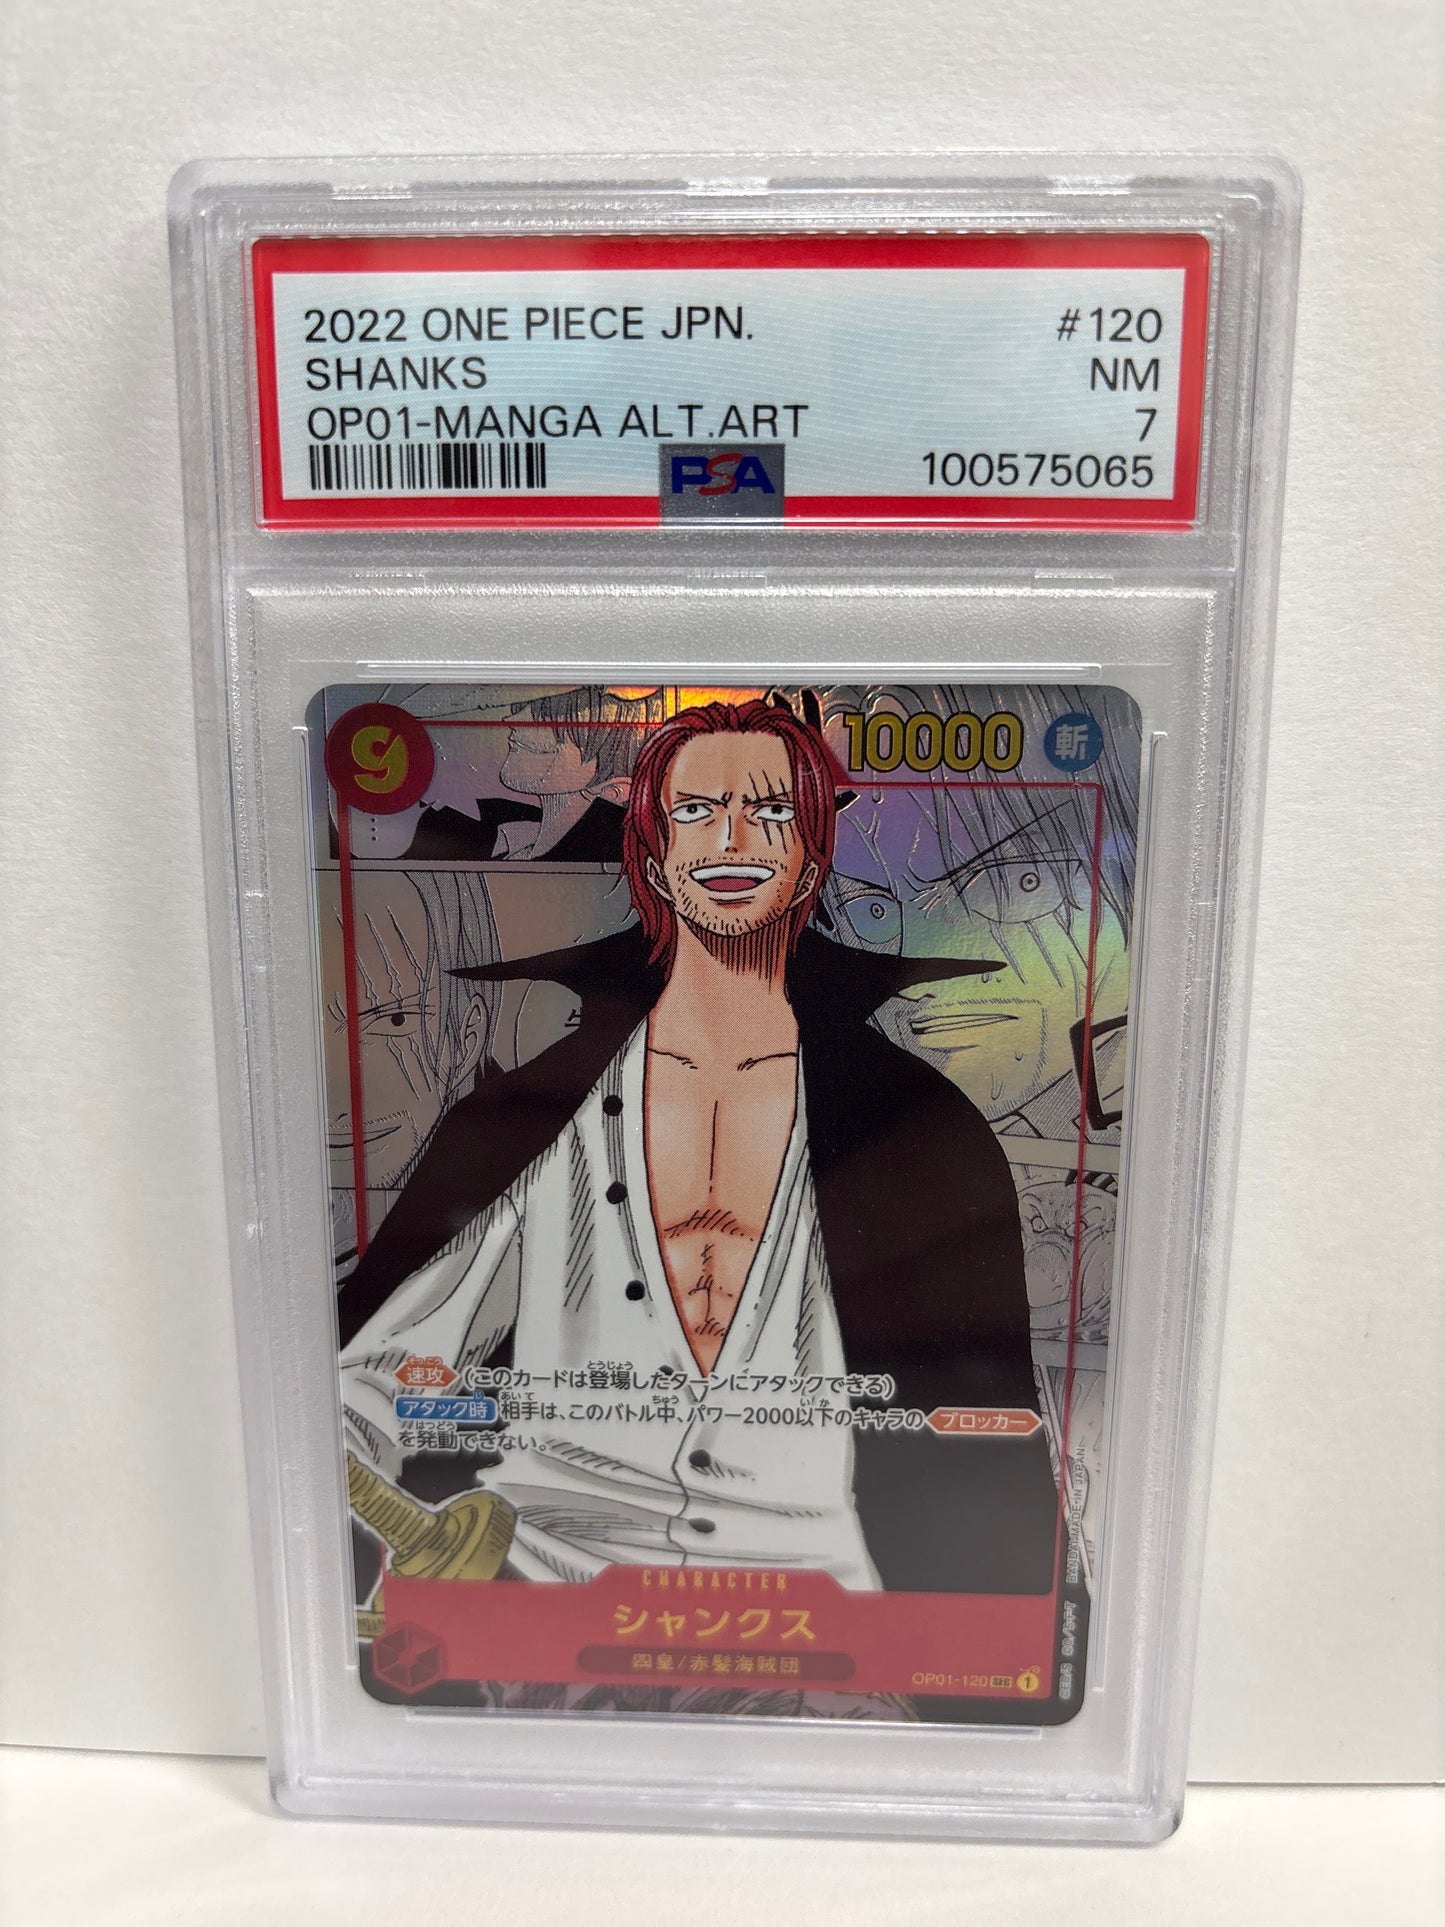 2022 ONE PIECE JPN. #120
SHANKS NM
OP01-MANGA ALT.ART 7
PSA 100575065
9 10000 斬
速攻 (このカードは登場したターンにアタックできる)
アタック時 相手は、このバトル中、パワー2000以下のキャラの ブロッカー
を発動できない。
BANDAI MADE IN JAPAN
CHARACTER
シャンクス
四皇/赤髪海賊団
OP01-120 SEC 1